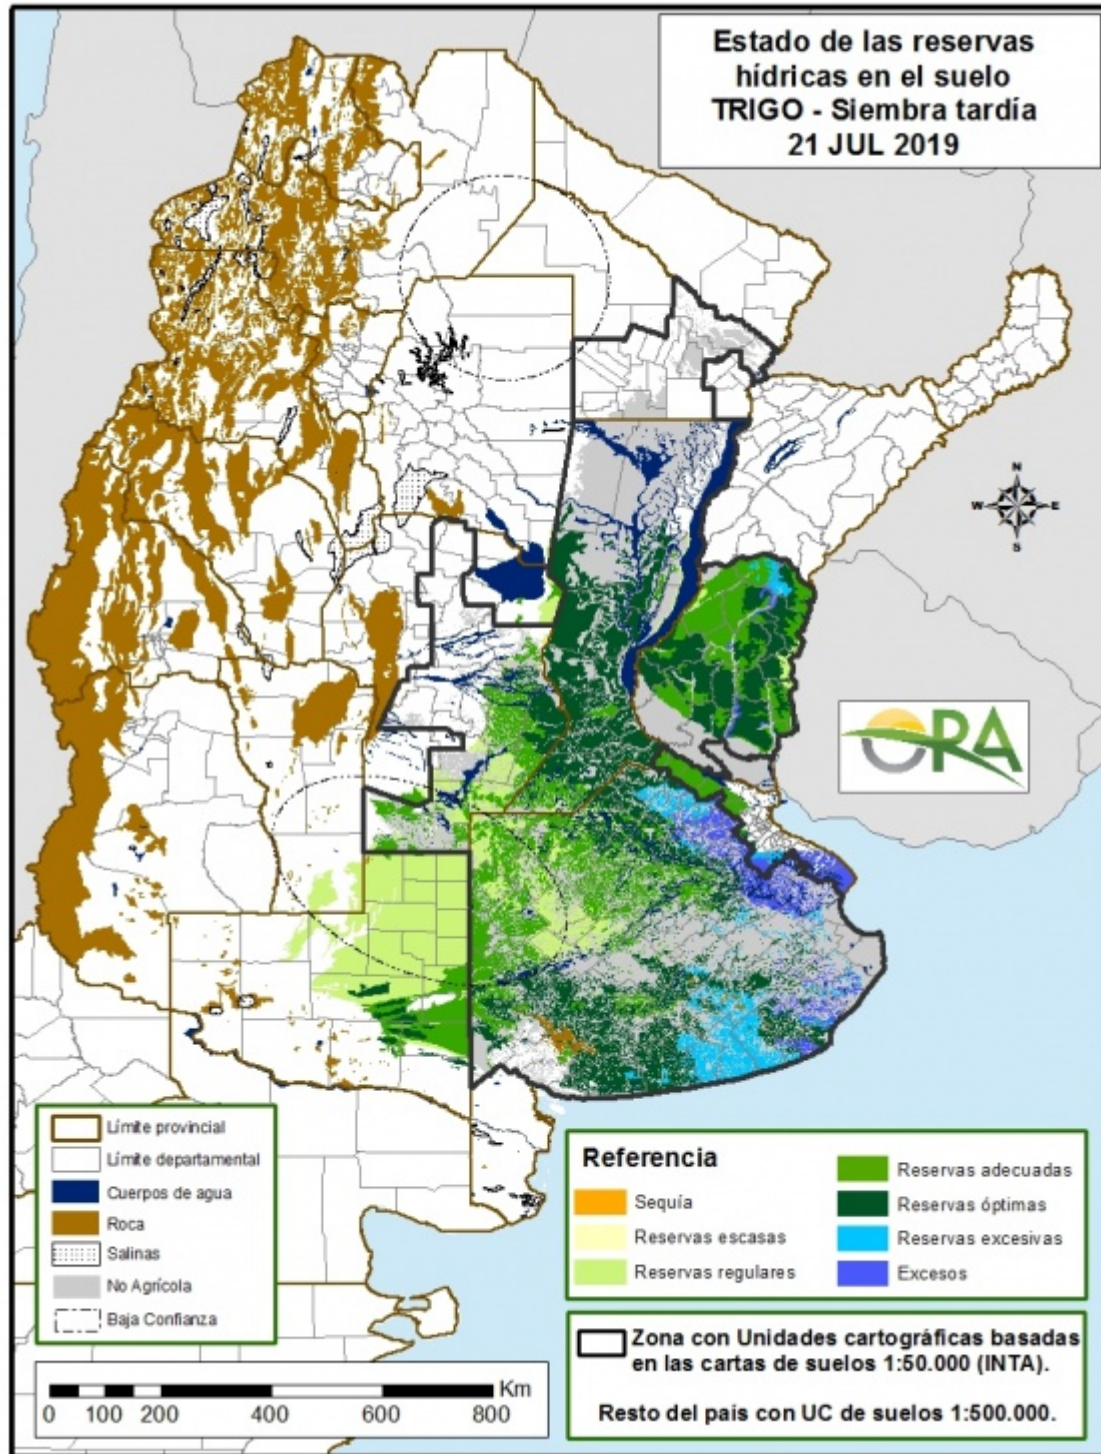 Estado de las reservas
hídricas en el suelo
TRIGO - Siembra tardía
21 JUL 2019
N
W
E
S
ORA
Límite provincial
Límite departamental
Cuerpos de agua
Roca
Salinas
No Agrícola
Baja Confianza
Referencia
Sequía
Reservas escasas
Reservas regulares
Reservas adecuadas
Reservas óptimas
Reservas excesivas
Excesos
Zona con Unidades cartográficas basadas
en las cartas de suelos 1:50.000 (INTA).
Resto del país con UC de suelos 1:500.000.
Km
0 100 200 400 600 800